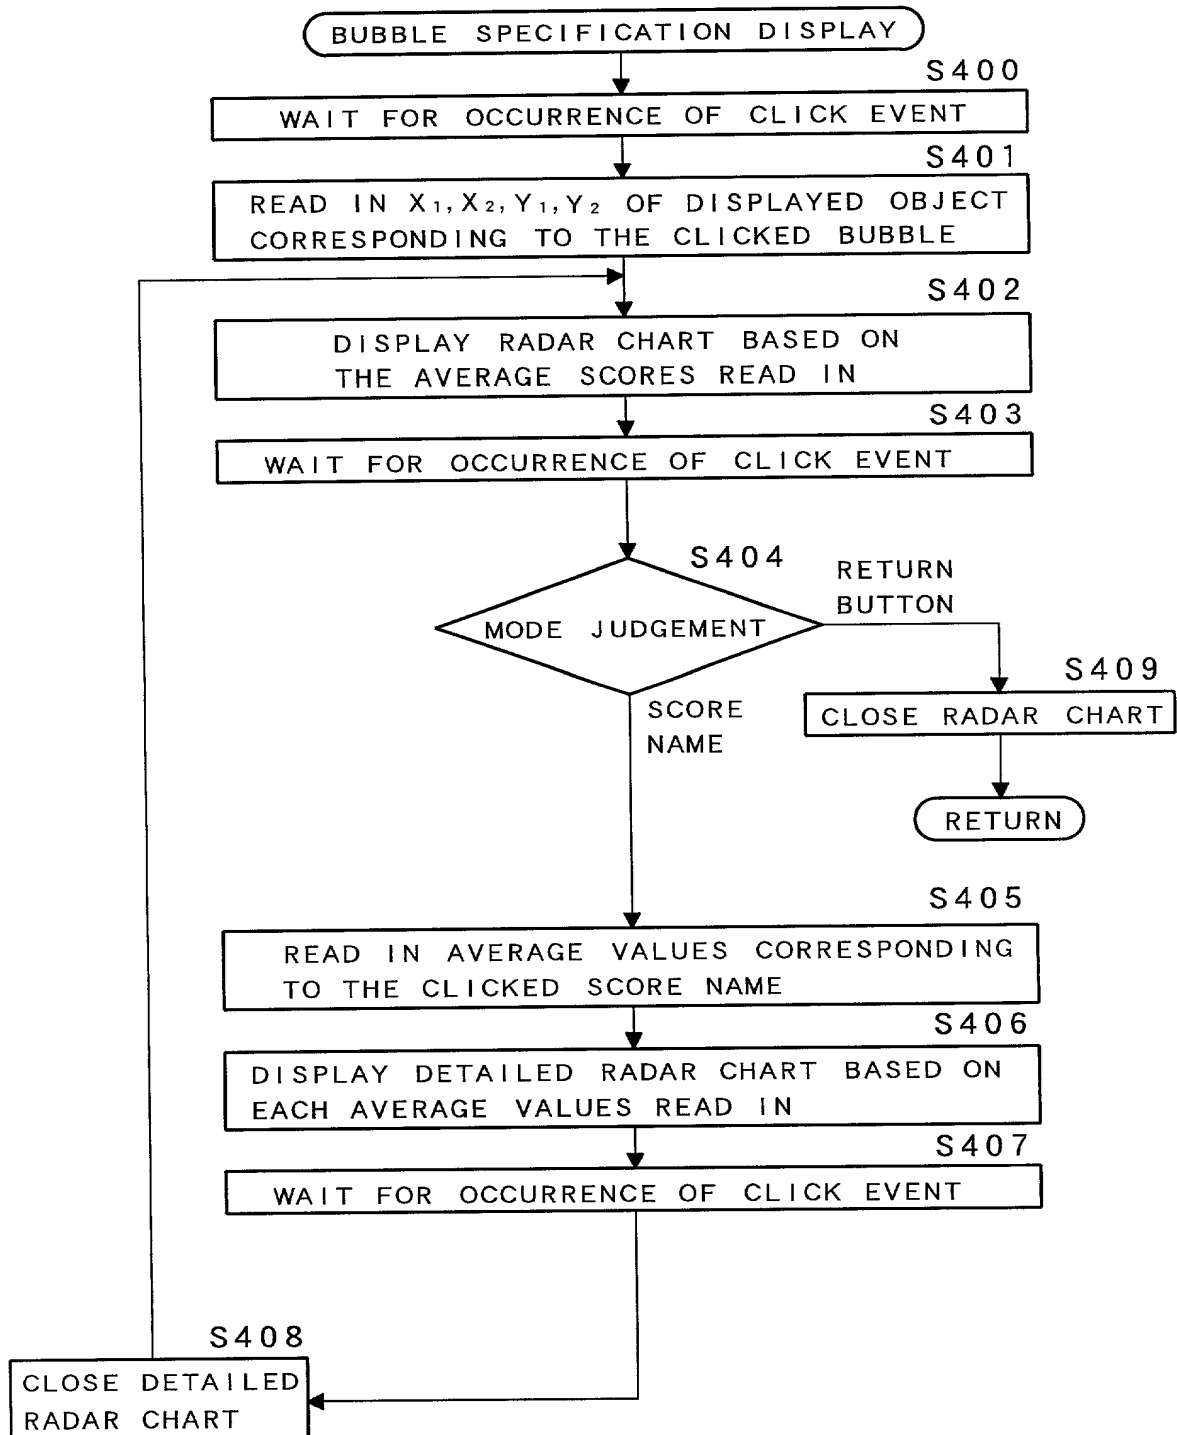 BUBBLE SPECIFICATION DISPLAY
S400
WAIT FOR OCCURRENCE OF CLICK EVENT
S401
READ IN X₁,X₂,Y₁,Y₂ OF DISPLAYED OBJECT
CORRESPONDING TO THE CLICKED BUBBLE
S402
DISPLAY RADAR CHART BASED ON
THE AVERAGE SCORES READ IN
S403
WAIT FOR OCCURRENCE OF CLICK EVENT
S404
MODE JUDGEMENT
RETURN
BUTTON
S409
CLOSE RADAR CHART
RETURN
SCORE
NAME
S405
READ IN AVERAGE VALUES CORRESPONDING
TO THE CLICKED SCORE NAME
S406
DISPLAY DETAILED RADAR CHART BASED ON
EACH AVERAGE VALUES READ IN
S407
WAIT FOR OCCURRENCE OF CLICK EVENT
S408
CLOSE DETAILED
RADAR CHART